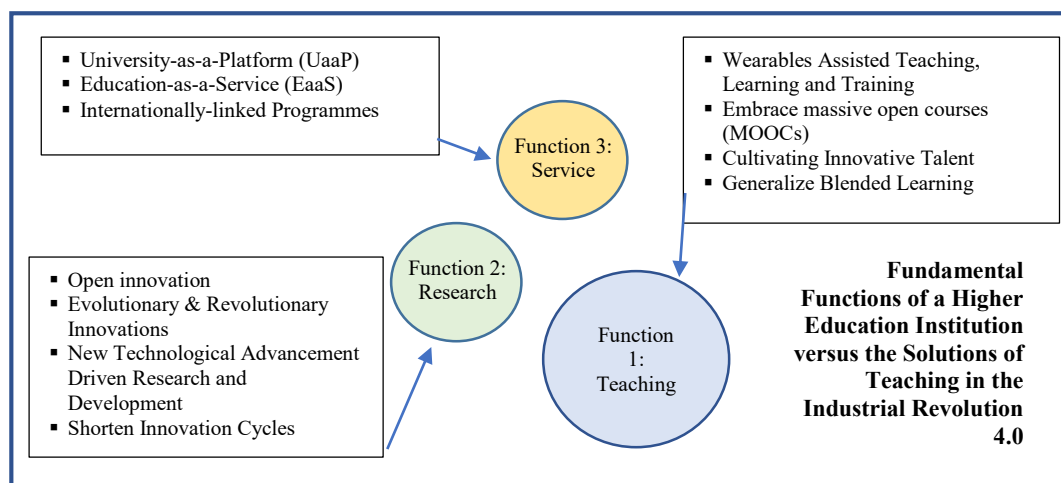 ▪ University-as-a-Platform (UaaP)
▪ Education-as-a-Service (EaaS)
▪ Internationally-linked Programmes
Function 3:
Service
▪ Wearables Assisted Teaching,
Learning and Training
▪ Embrace massive open courses
(MOOCs)
▪ Cultivating Innovative Talent
▪ Generalize Blended Learning
▪ Open innovation
▪ Evolutionary & Revolutionary
Innovations
▪ New Technological Advancement
Driven Research and
Development
▪ Shorten Innovation Cycles
Function 2:
Research
Function
1:
Teaching
Fundamental
Functions of a Higher
Education Institution
versus the Solutions of
Teaching in the
Industrial Revolution
4.0